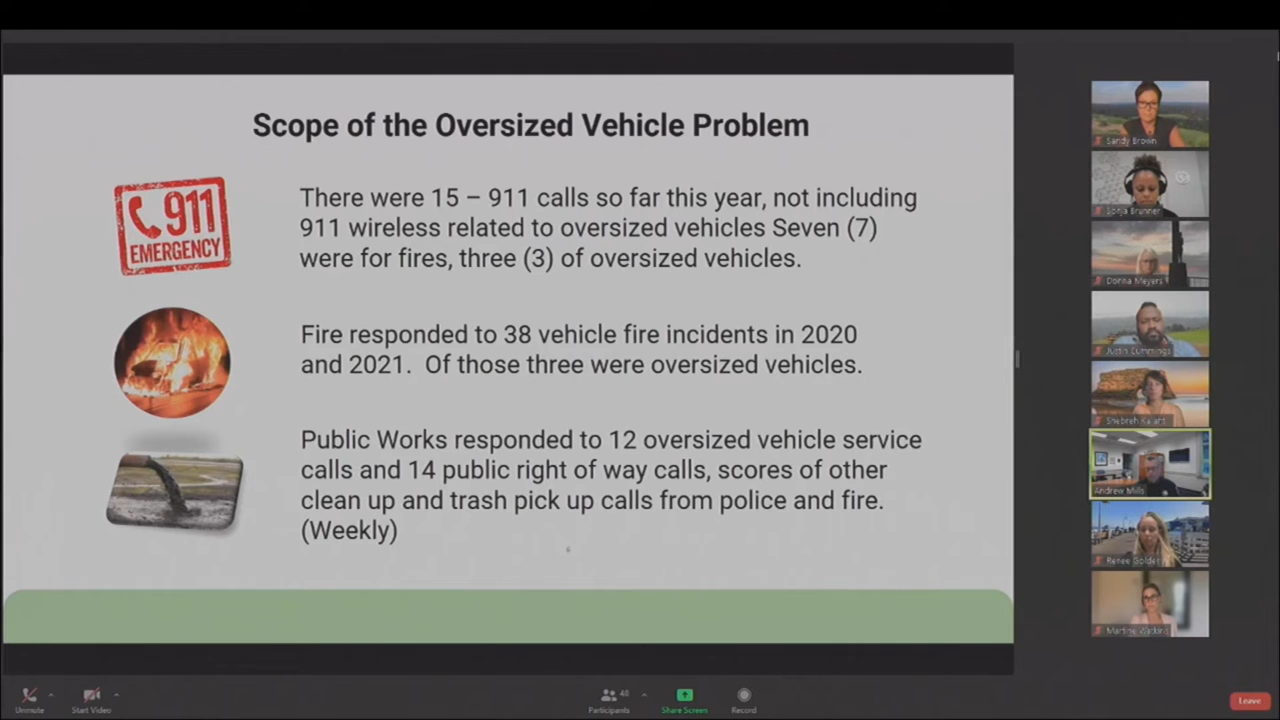 Scope of the Oversized Vehicle Problem
911
EMERGENCY
There were 15 – 911 calls so far this year, not including
911 wireless related to oversized vehicles Seven (7)
were for fires, three (3) of oversized vehicles.
Fire responded to 38 vehicle fire incidents in 2020
and 2021. Of those three were oversized vehicles.
Public Works responded to 12 oversized vehicle service
calls and 14 public right of way calls, scores of other
clean up and trash pick up calls from police and fire.
(Weekly)
Sandy Brown
Sonja Brunner
Donna Meyers
Justin Cummings
Shebreh Kalant
Andrew Mills
Renee Golder
Martine Watkins
Unmute
Start Video
48
Participants
Share Screen
Record
Leave